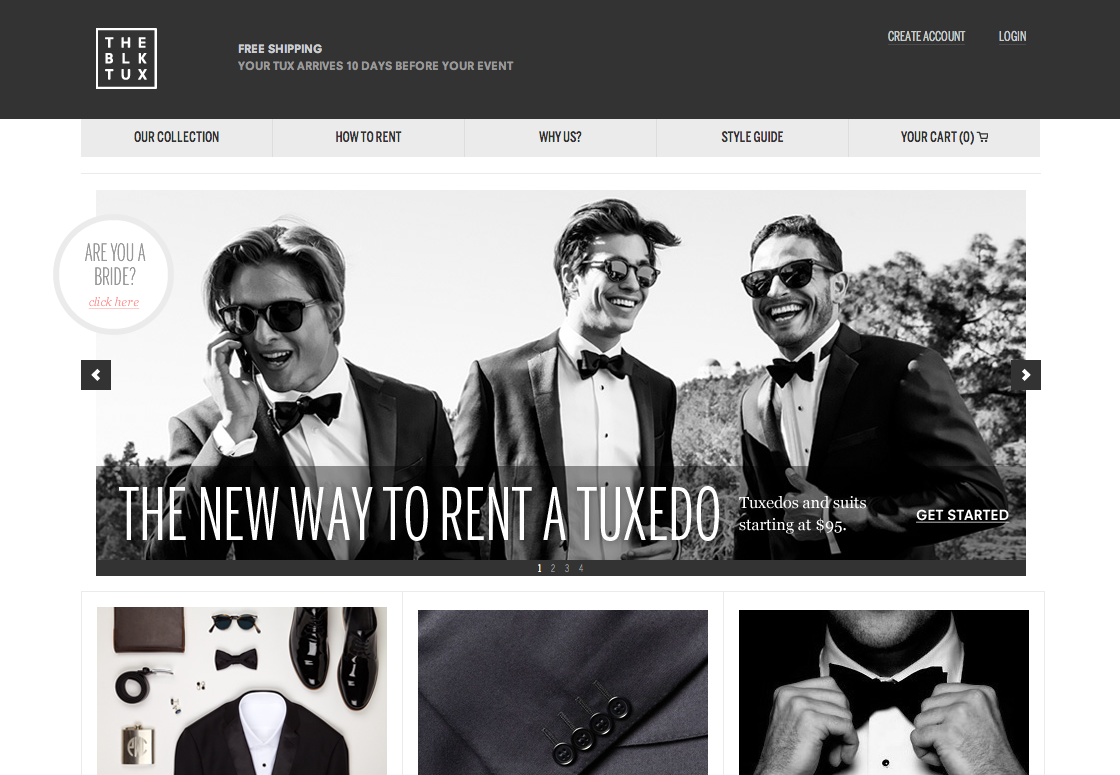 THE
BLK
TUX
FREE SHIPPING
YOUR TUX ARRIVES 10 DAYS BEFORE YOUR EVENT
CREATE ACCOUNT
LOGIN
OUR COLLECTION
HOW TO RENT
WHY US?
STYLE GUIDE
YOUR CART (0)
ARE YOU A
BRIDE?
click here
THE NEW WAY TO RENT A TUXEDO
Tuxedos and suits
starting at $95.
GET STARTED
1 2 3 4